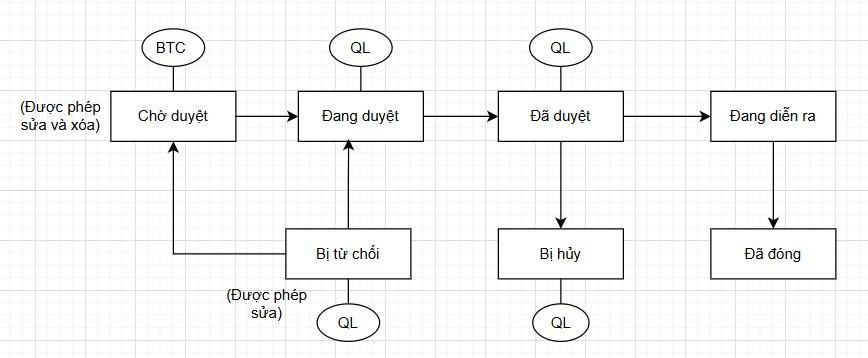 BTC
QL
QL
(Được phép
sửa và xóa)
Chờ duyệt
Đang duyệt
Đã duyệt
Đang diễn ra
Bị từ chối
Bị hủy
Đã đóng
(Được phép
sửa)
QL
QL